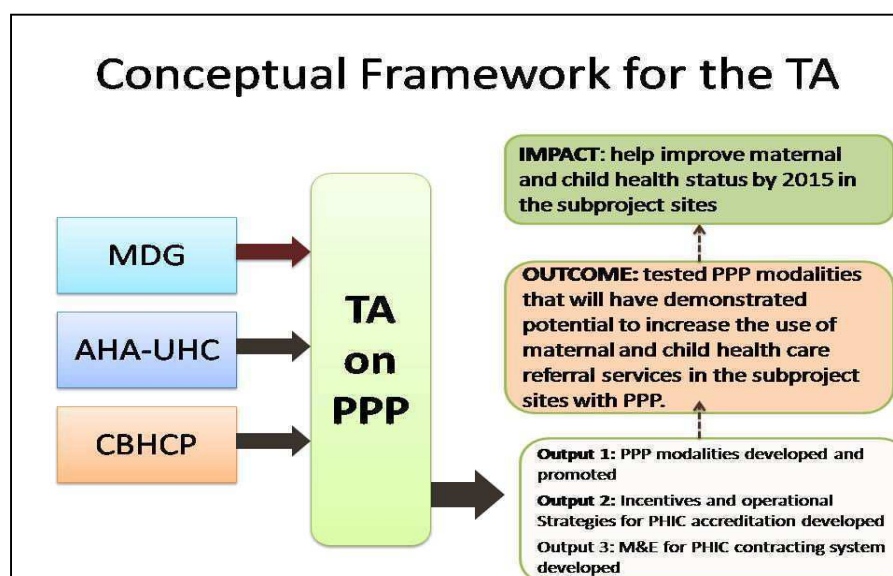 Conceptual Framework for the TA
MDG
AHA-UHC
CBHCP
TA
on
PPP
IMPACT: help improve maternal
and child health status by 2015 in
the subproject sites
OUTCOME: tested PPP modalities
that will have demonstrated
potential to increase the use of
maternal and child health care
referral services in the subproject
sites with PPP.
Output 1: PPP modalities developed and
promoted
Output 2: Incentives and operational
Strategies for PHIC accreditation developed
Output 3: M&E for PHIC contracting system
developed